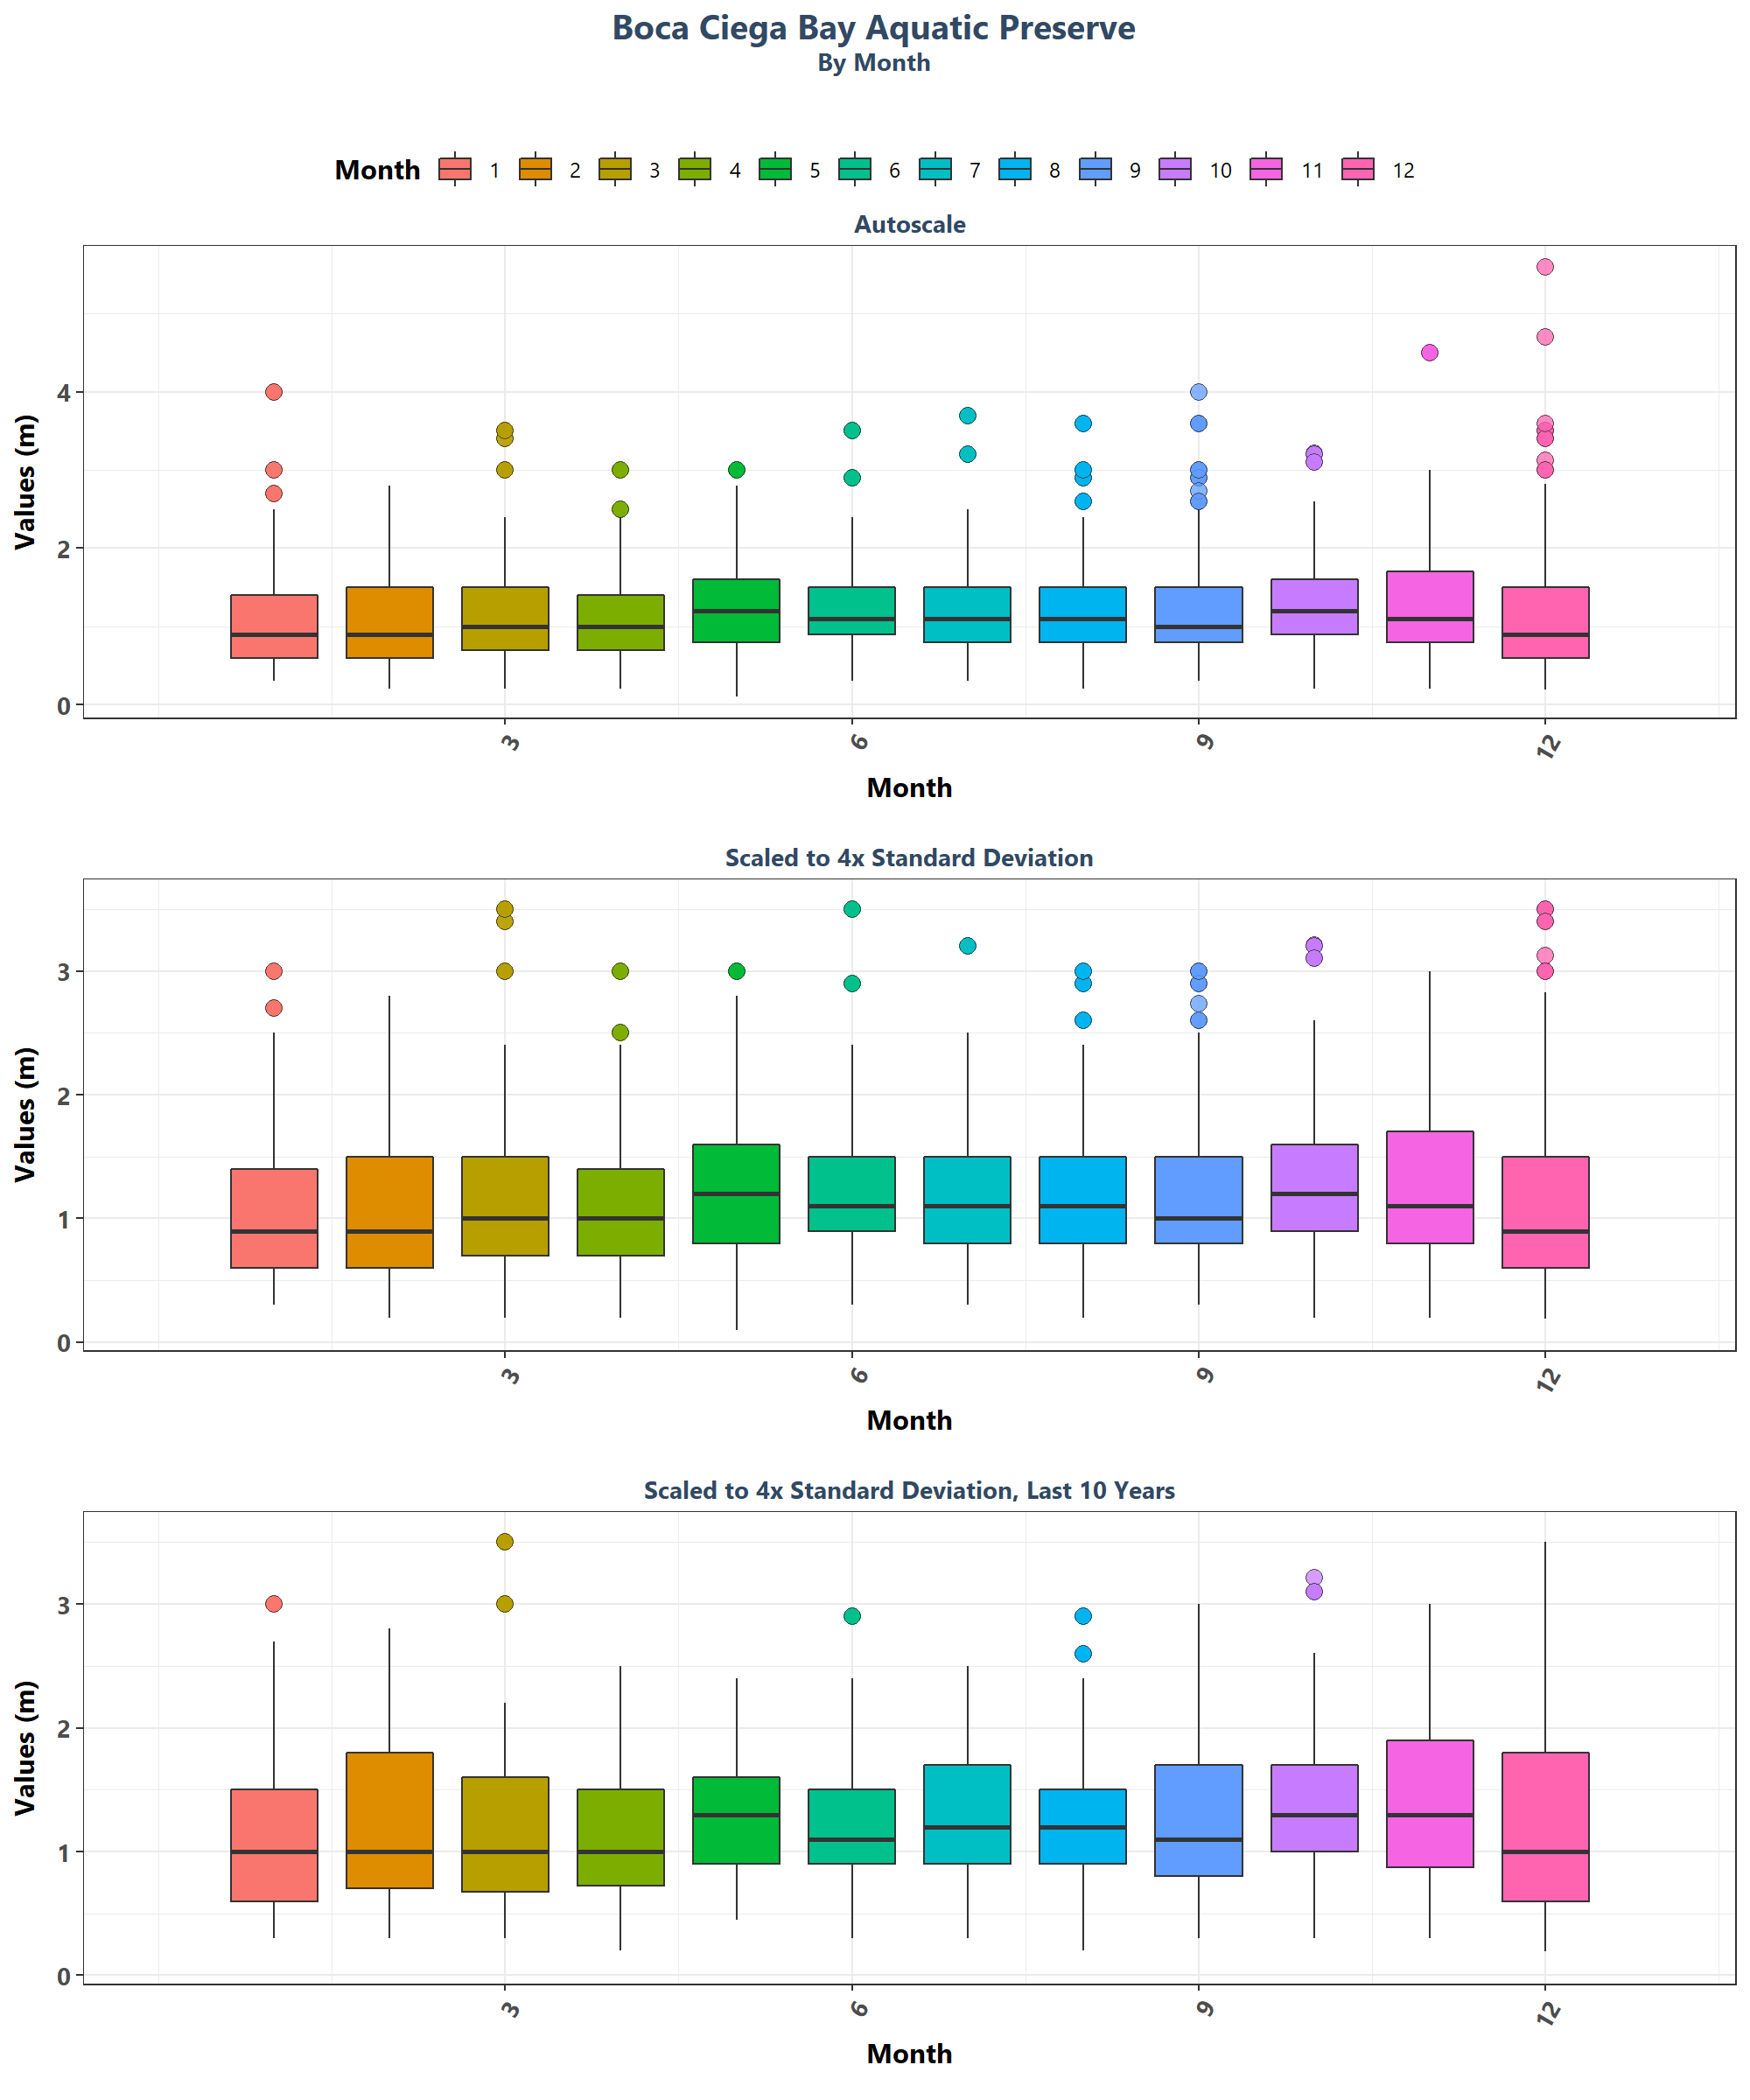 Boca Ciega Bay Aquatic Preserve
By Month
Month 1 2 3 4 5 6 7 8 9 10 11 12
Autoscale
Values (m)
4
2
0
3 6 9 12
Month
Scaled to 4x Standard Deviation
Values (m)
3
2
1
0
3 6 9 12
Month
Scaled to 4x Standard Deviation, Last 10 Years
Values (m)
3
2
1
0
3 6 9 12
Month